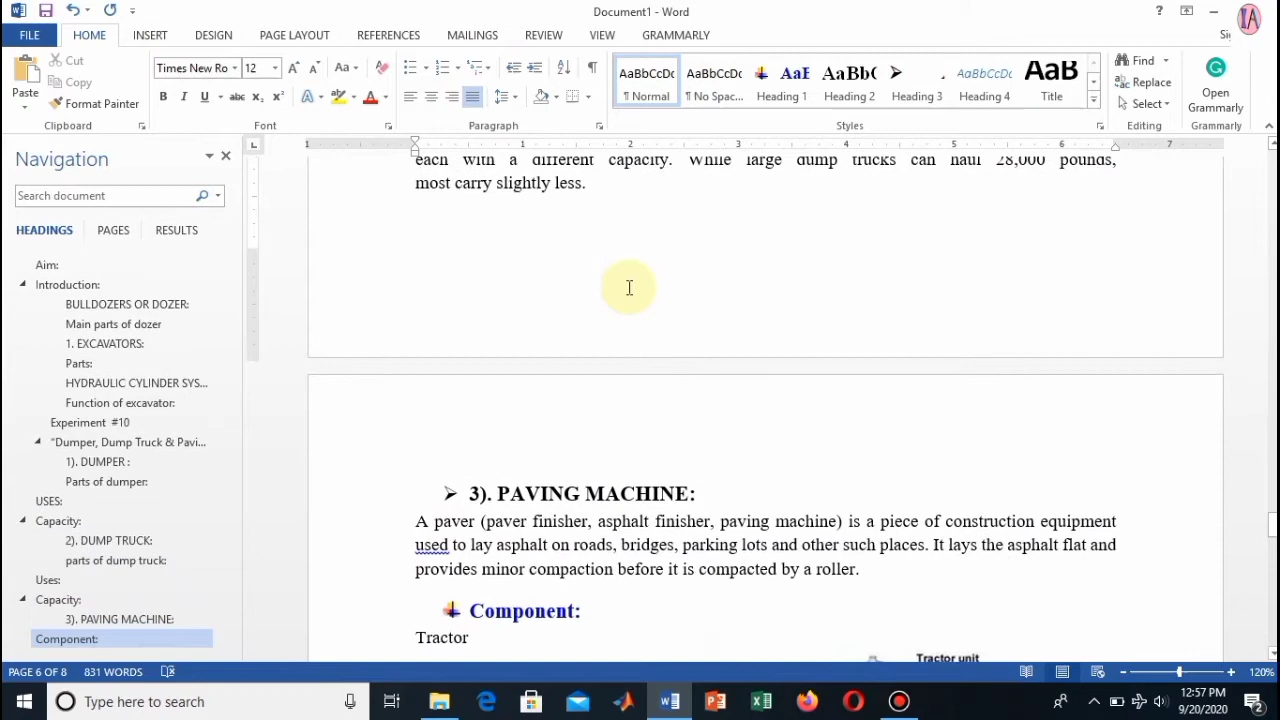 Document1 - Word
IA
FILE HOME INSERT DESIGN PAGE LAYOUT REFERENCES MAILINGS REVIEW VIEW GRAMMARLY
Paste Cut
Copy
Format Painter
Times New Ro 12
AaBbCcDc AaBbCcDc AaB AaBbC AaBbCcD AaB
¶ Normal ¶ No Spac... Heading 1 Heading 2 Heading 3 Heading 4 Title
Find
Replace
Select
Open
Grammarly
Clipboard Font Paragraph Styles Editing Grammarly
Navigation
Search document
HEADINGS PAGES RESULTS
Aim:
Introduction:
BULLDOZERS OR DOZER:
Main parts of dozer
1. EXCAVATORS:
Parts:
HYDRAULIC CYLINDER SYS...
Function of excavator:
Experiment #10
"Dumper, Dump Truck & Pavi...
1). DUMPER :
Parts of dumper:
USES:
Capacity:
2). DUMP TRUCK:
parts of dump truck:
Uses:
Capacity:
3). PAVING MACHINE:
Component:
each with a different capacity. While large dump trucks can haul 28,000 pounds,
most carry slightly less.
➢ 3). PAVING MACHINE:
A paver (paver finisher, asphalt finisher, paving machine) is a piece of construction equipment
used to lay asphalt on roads, bridges, parking lots and other such places. It lays the asphalt flat and
provides minor compaction before it is compacted by a roller.
Component:
Tractor
Tractor unit
PAGE 6 OF 8 831 WORDS 120%
Type here to search
12:57 PM
9/20/2020
2